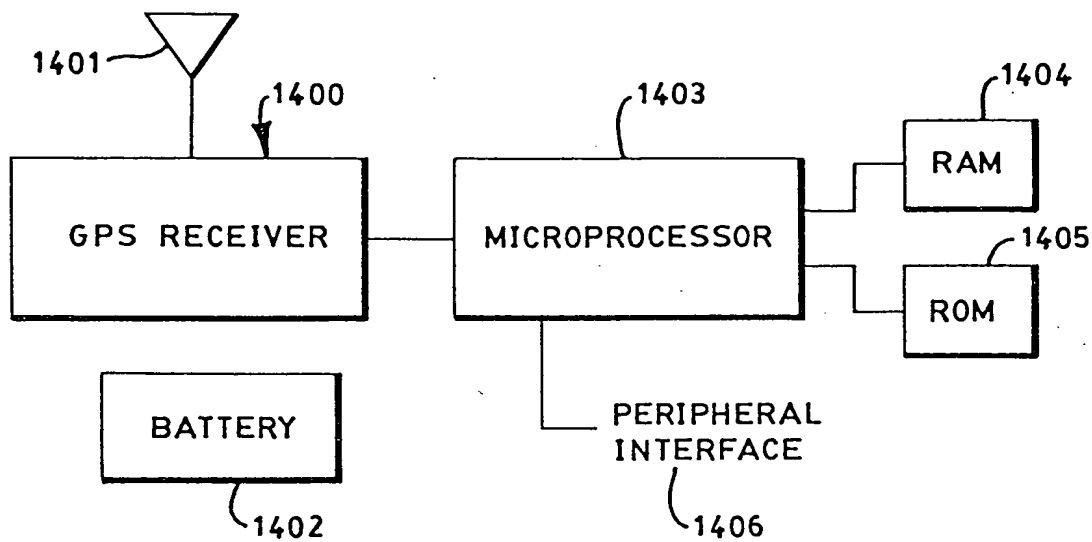 1401
1400
1403
1404
GPS RECEIVER
MICROPROCESSOR
RAM
1405
ROM
BATTERY
PERIPHERAL
INTERFACE
1402
1406